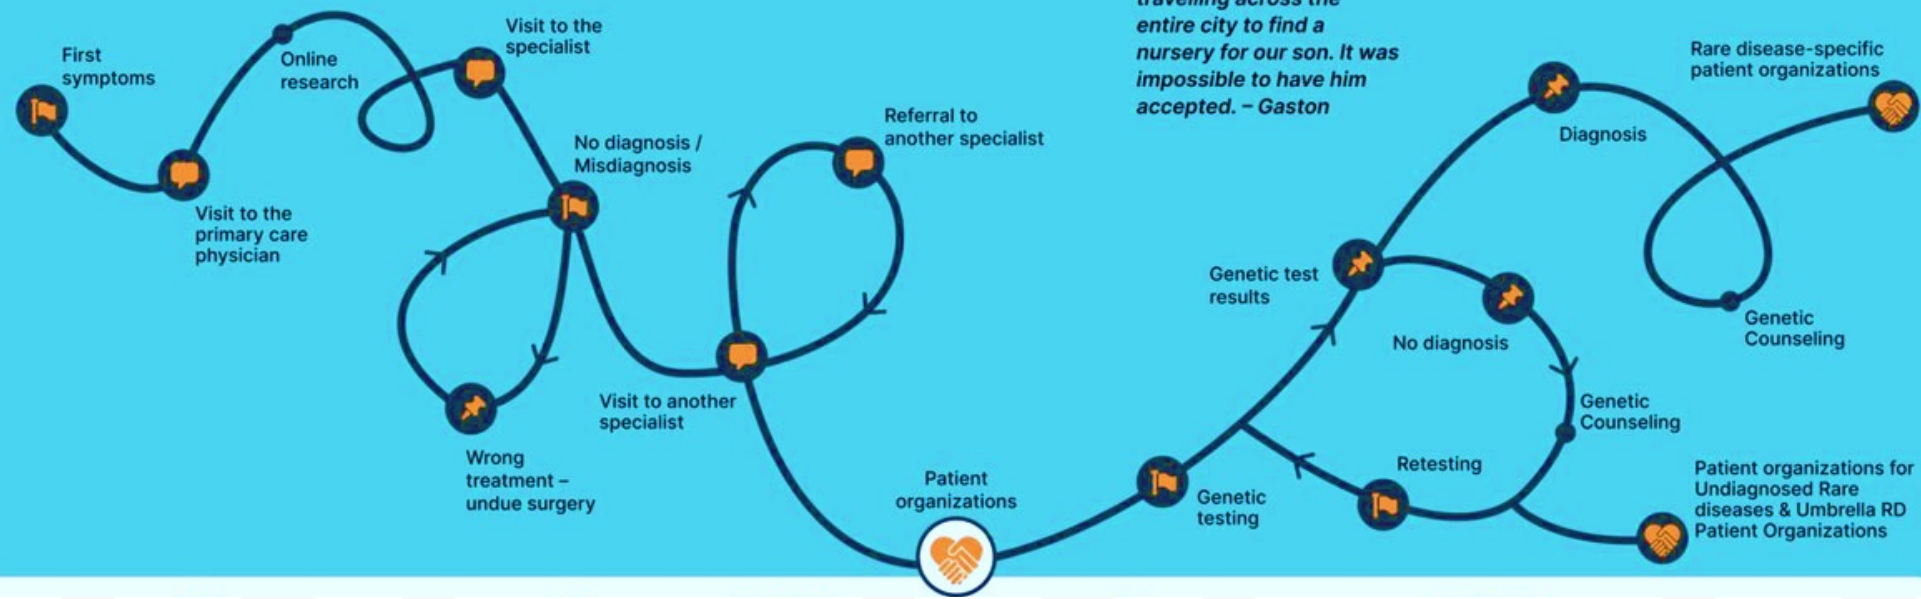 First
symptoms
Visit to the
primary care
physician
Online
research
Visit to the
specialist
No diagnosis /
Misdiagnosis
Wrong
treatment –
undue surgery
Visit to another
specialist
Referral to
another specialist
Patient
organizations
travelling across the
entire city to find a
nursery for our son. It was
impossible to have him
accepted. – Gaston
Genetic
testing
Genetic test
results
No diagnosis
Genetic
Counseling
Retesting
Patient organizations for
Undiagnosed Rare
diseases & Umbrella RD
Patient Organizations
Diagnosis
Genetic
Counseling
Rare disease-specific
patient organizations